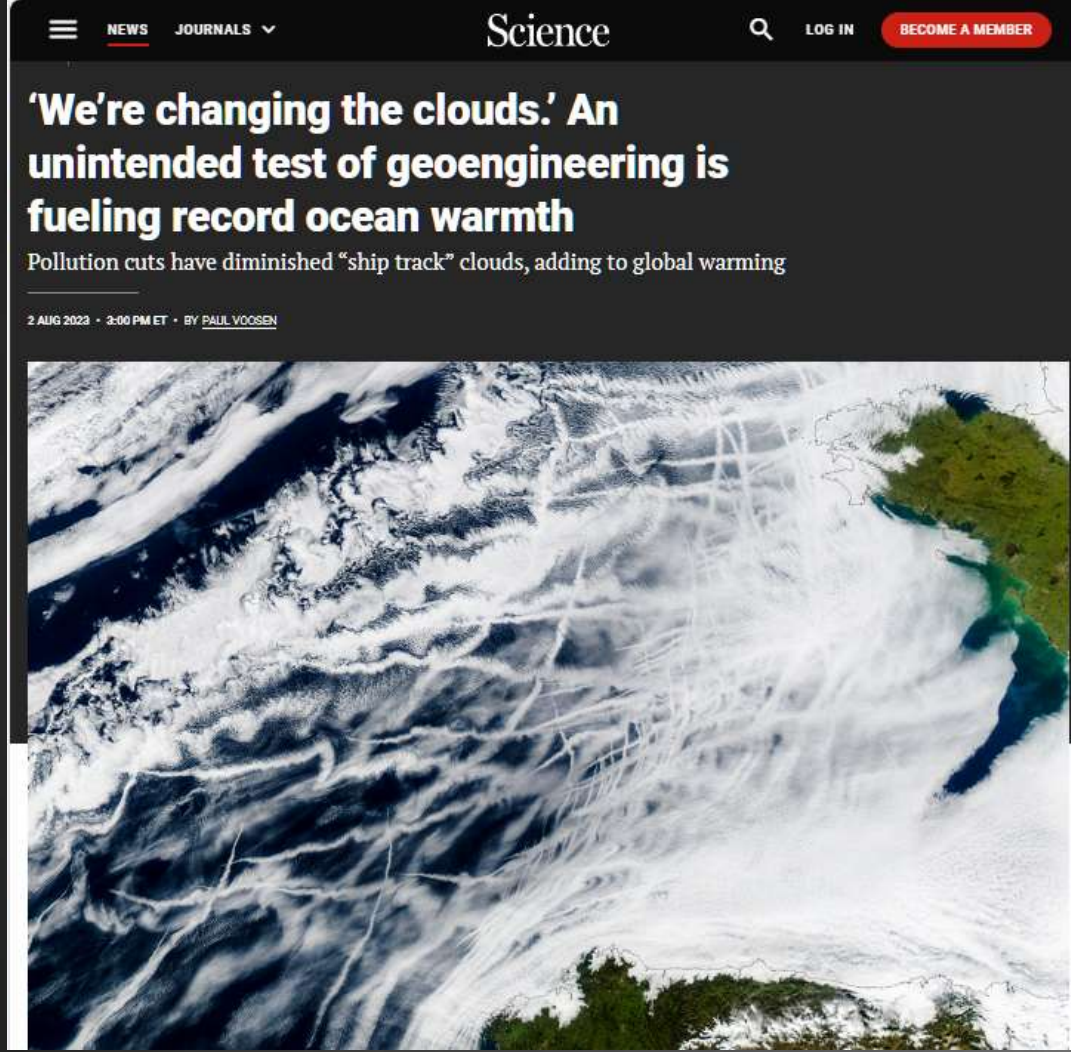 NEWS JOURNALS Science LOG IN BECOME A MEMBER
‘We’re changing the clouds.’ An
unintended test of geoengineering is
fueling record ocean warmth
Pollution cuts have diminished “ship track” clouds, adding to global warming
2 AUG 2023 • 3:00 PM ET • BY PAUL VOOSEN